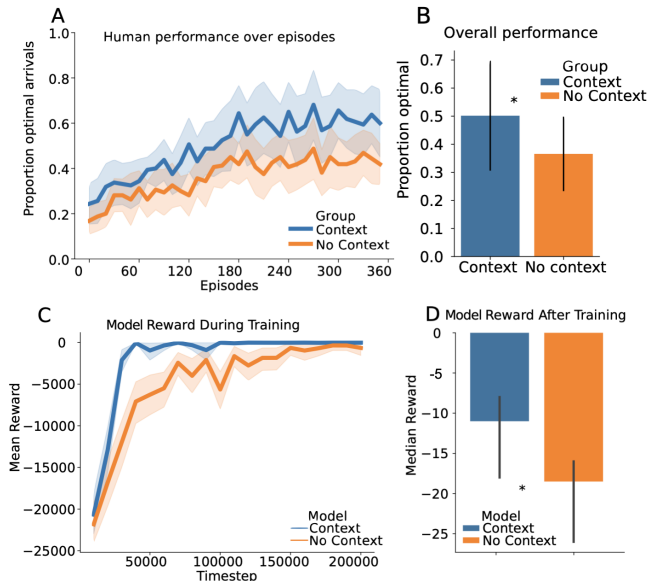 A
Human performance over episodes
1.0
0.8
0.6
0.4
0.2
0.0
Proportion optimal arrivals
0
60
120
180
240
300
360
Episodes
Group
Context
No Context
B
Overall performance
0.7
0.6
0.5
0.4
0.3
0.2
0.1
0.0
Proportion optimal
Group
Context
No Context
*
Context
No context
C
Model Reward During Training
0
−5000
−10000
−15000
−20000
−25000
Mean Reward
50000
100000
150000
200000
Timestep
Model
Context
No Context
D
Model Reward After Training
0
−5
−10
−15
−20
−25
Median Reward
*
Model
Context
No Context